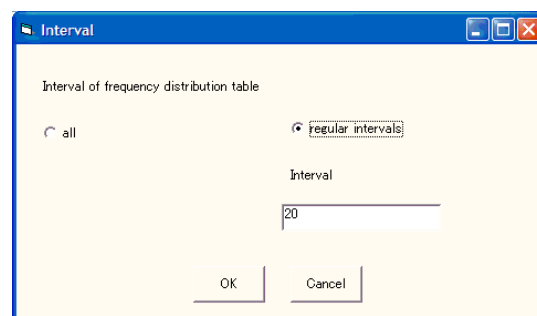 Interval
Interval of frequency distribution table
all
regular intervals
Interval
20
OK Cancel